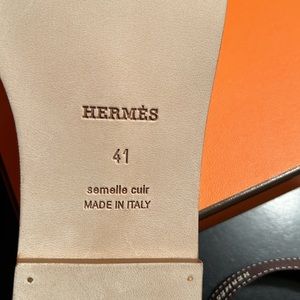 HERMÈS
41
semelle cuir
MADE IN ITALY